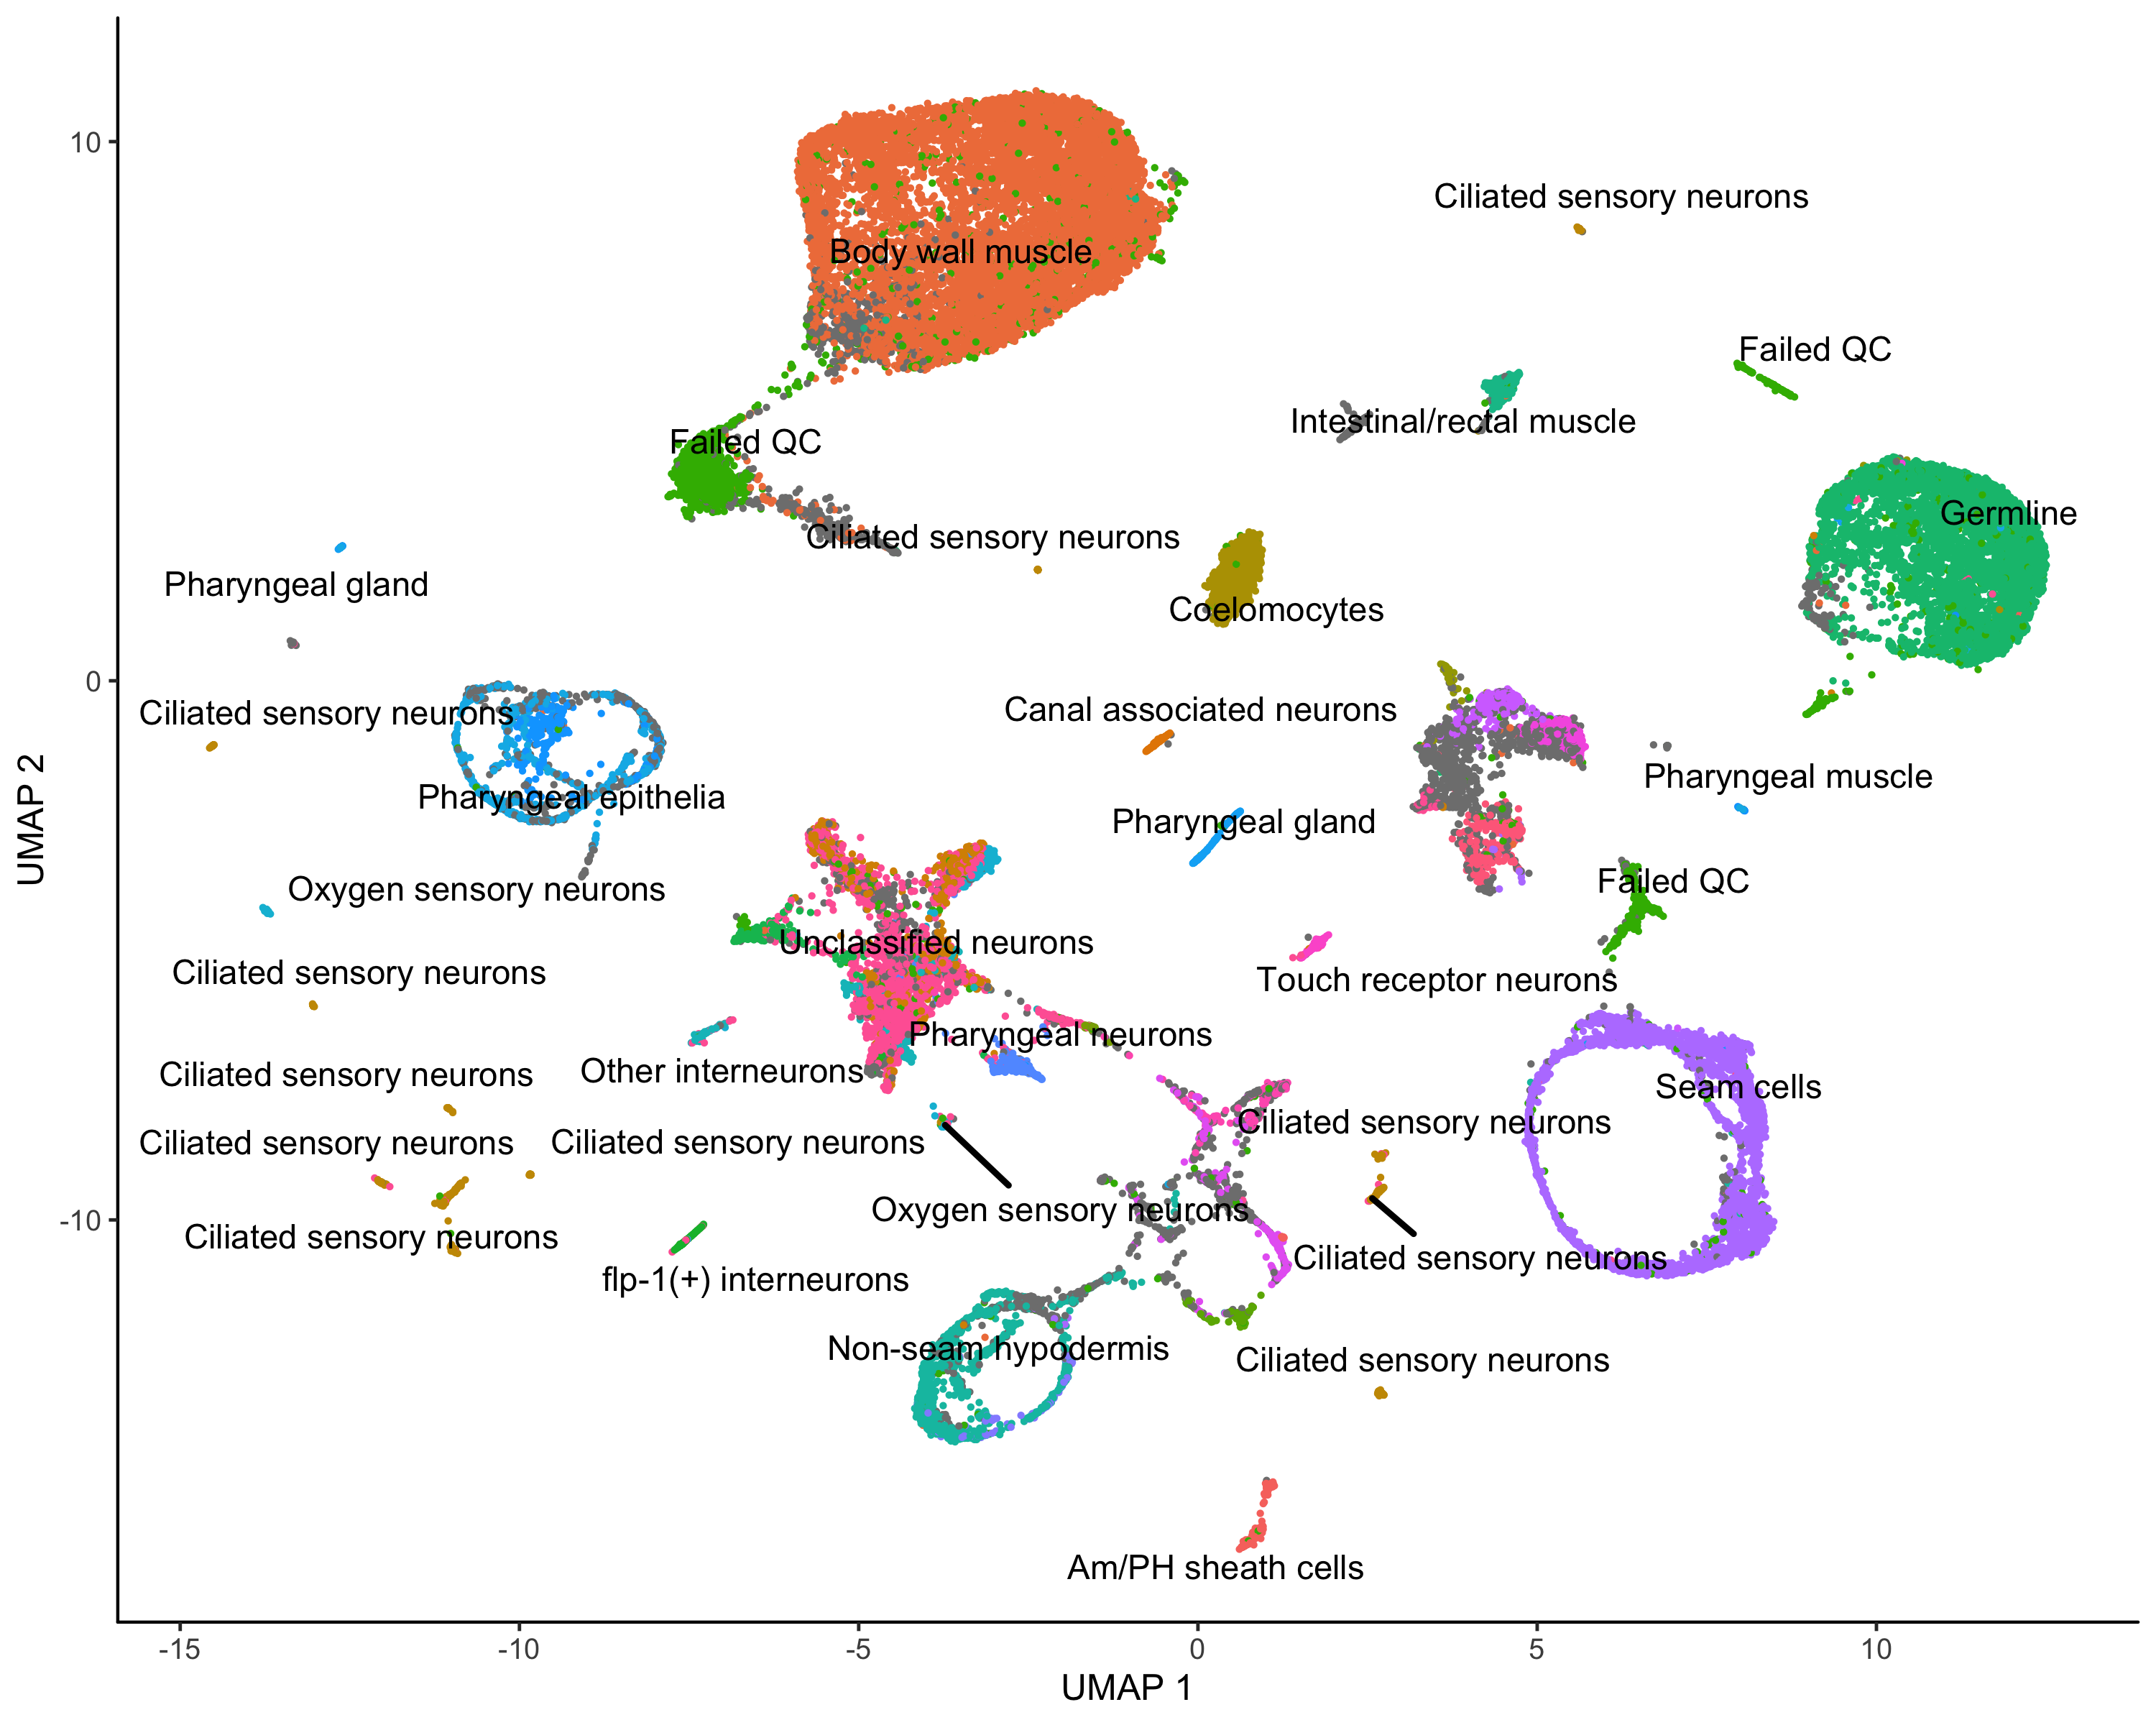 10
Ciliated sensory neurons
Body wall muscle
Failed QC
Intestinal/rectal muscle
Failed QC
Germline
Ciliated sensory neurons
Pharyngeal gland
Coelomocytes
0
Ciliated sensory neurons
Canal associated neurons
Pharyngeal muscle
Pharyngeal epithelia
Pharyngeal gland
UMAP 2
Oxygen sensory neurons
Failed QC
Unclassified neurons
Ciliated sensory neurons
Touch receptor neurons
Pharyngeal neurons
Ciliated sensory neurons
Other interneurons
Seam cells
Ciliated sensory neurons
Ciliated sensory neurons
Ciliated sensory neurons
-10
Oxygen sensory neurons
Ciliated sensory neurons
Ciliated sensory neurons
flp-1(+) interneurons
Non-seam hypodermis
Ciliated sensory neurons
Am/PH sheath cells
-15
-10
-5
0
5
10
UMAP 1